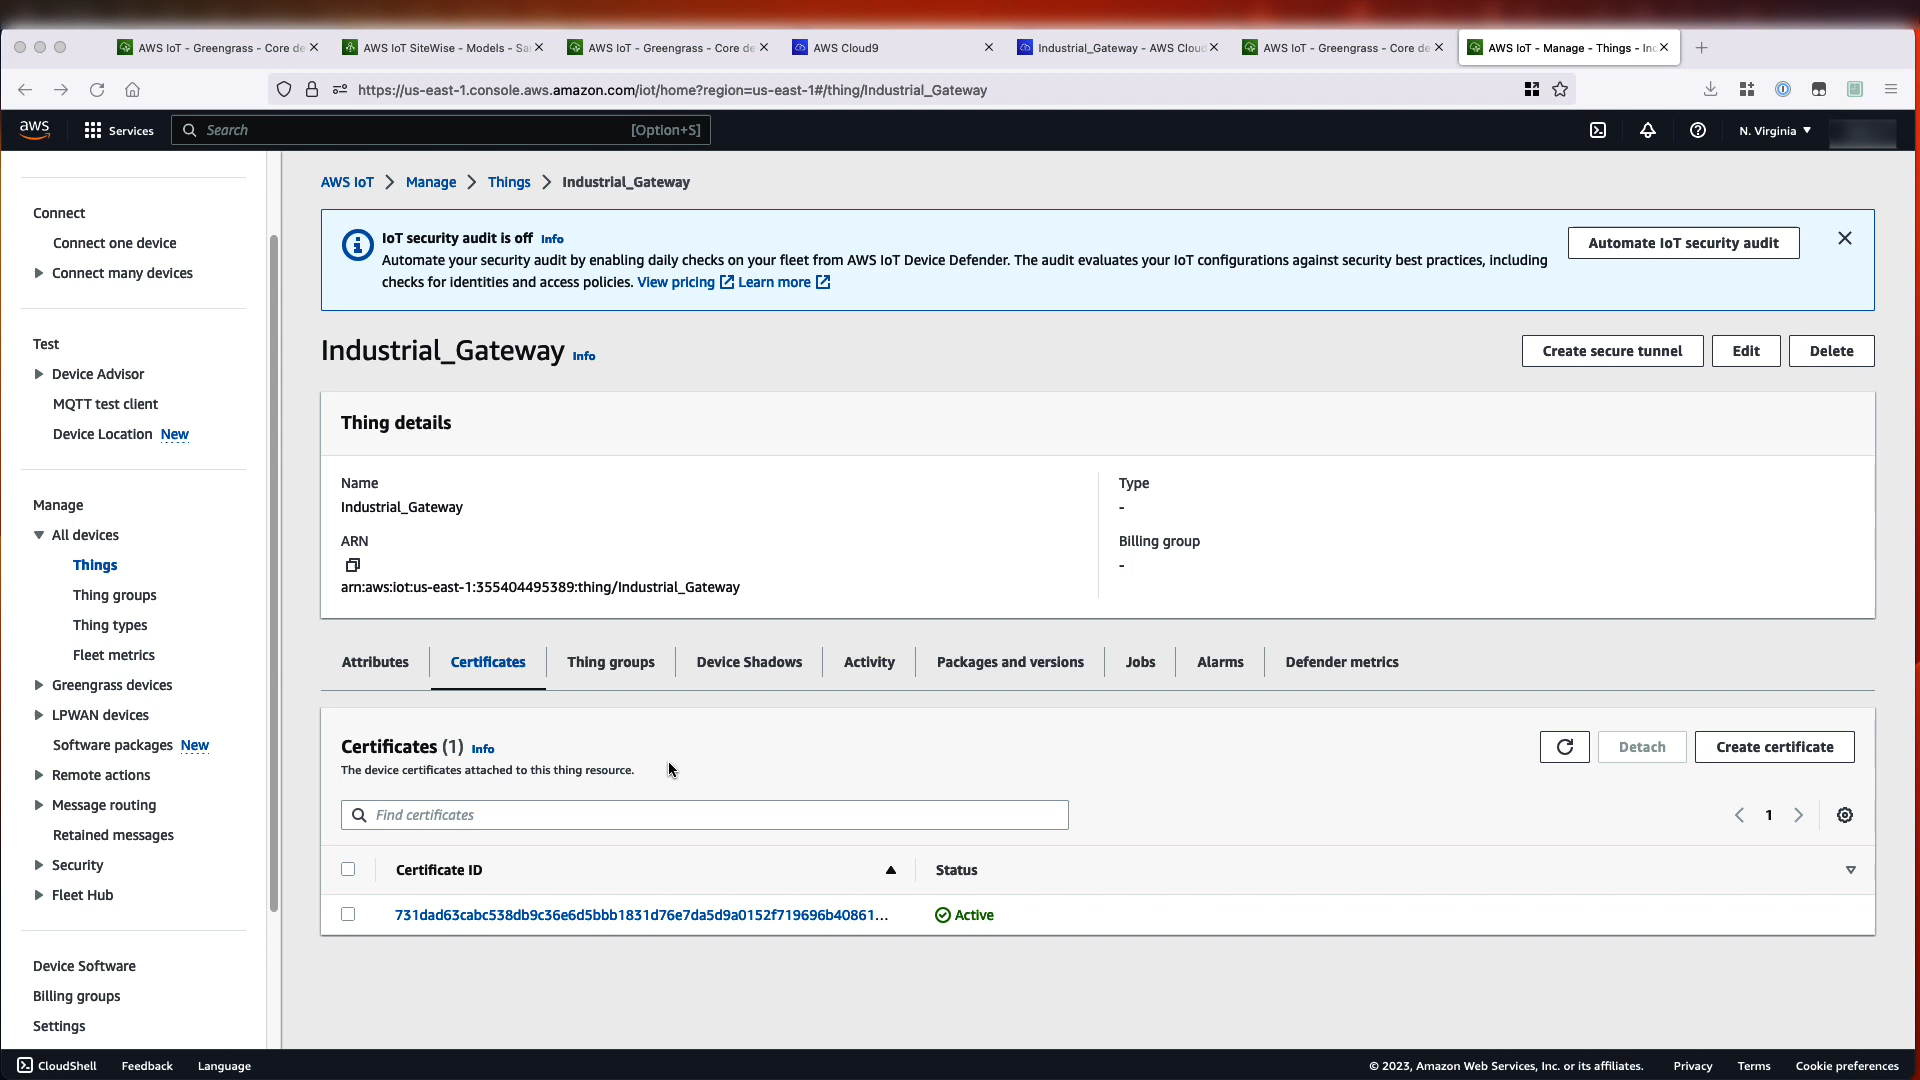 AWS IoT - Greengrass - Core de
AWS IoT SiteWise - Models - Sa
AWS IoT - Greengrass - Core de
AWS Cloud9
Industrial_Gateway - AWS Cloud
AWS IoT - Greengrass - Core de
AWS IoT - Manage - Things - Inc
https://us-east-1.console.aws.amazon.com/iot/home?region=us-east-1#/thing/Industrial_Gateway
aws
Services
Search
[Option+S]
N. Virginia
Connect
Connect one device
Connect many devices
Test
Device Advisor
MQTT test client
Device Location New
Manage
All devices
Things
Thing groups
Thing types
Fleet metrics
Greengrass devices
LPWAN devices
Software packages New
Remote actions
Message routing
Retained messages
Security
Fleet Hub
Device Software
Billing groups
Settings
AWS IoT > Manage > Things > Industrial_Gateway
IoT security audit is off Info
Automate your security audit by enabling daily checks on your fleet from AWS IoT Device Defender. The audit evaluates your IoT configurations against security best practices, including
checks for identities and access policies. View pricing Learn more
Automate IoT security audit
Industrial_Gateway Info
Create secure tunnel
Edit
Delete
Thing details
Name
Industrial_Gateway
ARN
arn:aws:iot:us-east-1:355404495389:thing/Industrial_Gateway
Type
-
Billing group
-
Attributes
Certificates
Thing groups
Device Shadows
Activity
Packages and versions
Jobs
Alarms
Defender metrics
Certificates (1) Info
The device certificates attached to this thing resource.
Detach
Create certificate
Find certificates
1
Certificate ID
Status
731dad63cabc538db9c36e6d5bbb1831d76e7da5d9a0152f719696b40861...
Active
CloudShell
Feedback
Language
© 2023, Amazon Web Services, Inc. or its affiliates.
Privacy
Terms
Cookie preferences